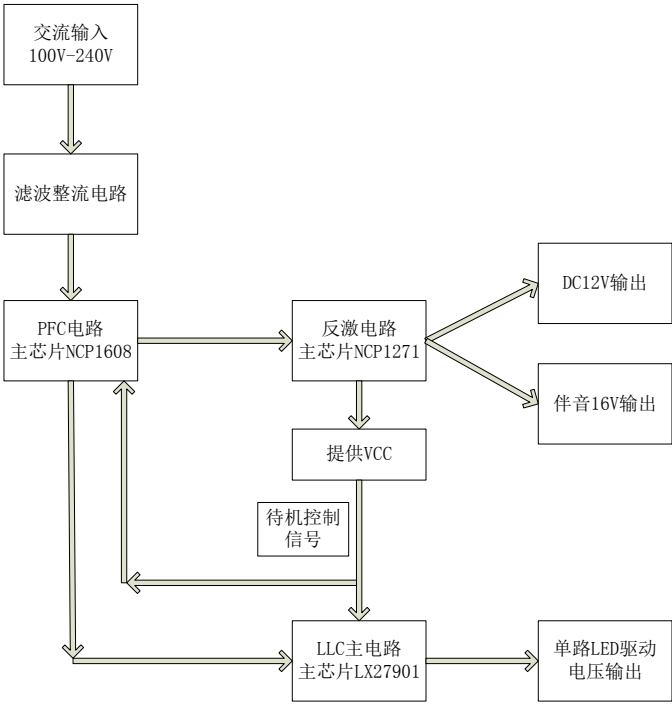 交流输入
100V-240V
滤波整流电路
PFC电路
主芯片NCP1608
反激电路
主芯片NCP1271
DC12V输出
伴音16V输出
提供VCC
待机控制
信号
LLC主电路
主芯片LX27901
单路LED驱动
电压输出